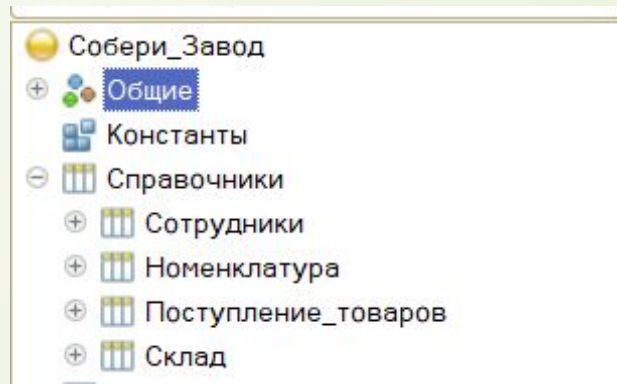 Собери_Завод
Общие
Константы
Справочники
Сотрудники
Номенклатура
Поступление_товаров
Склад